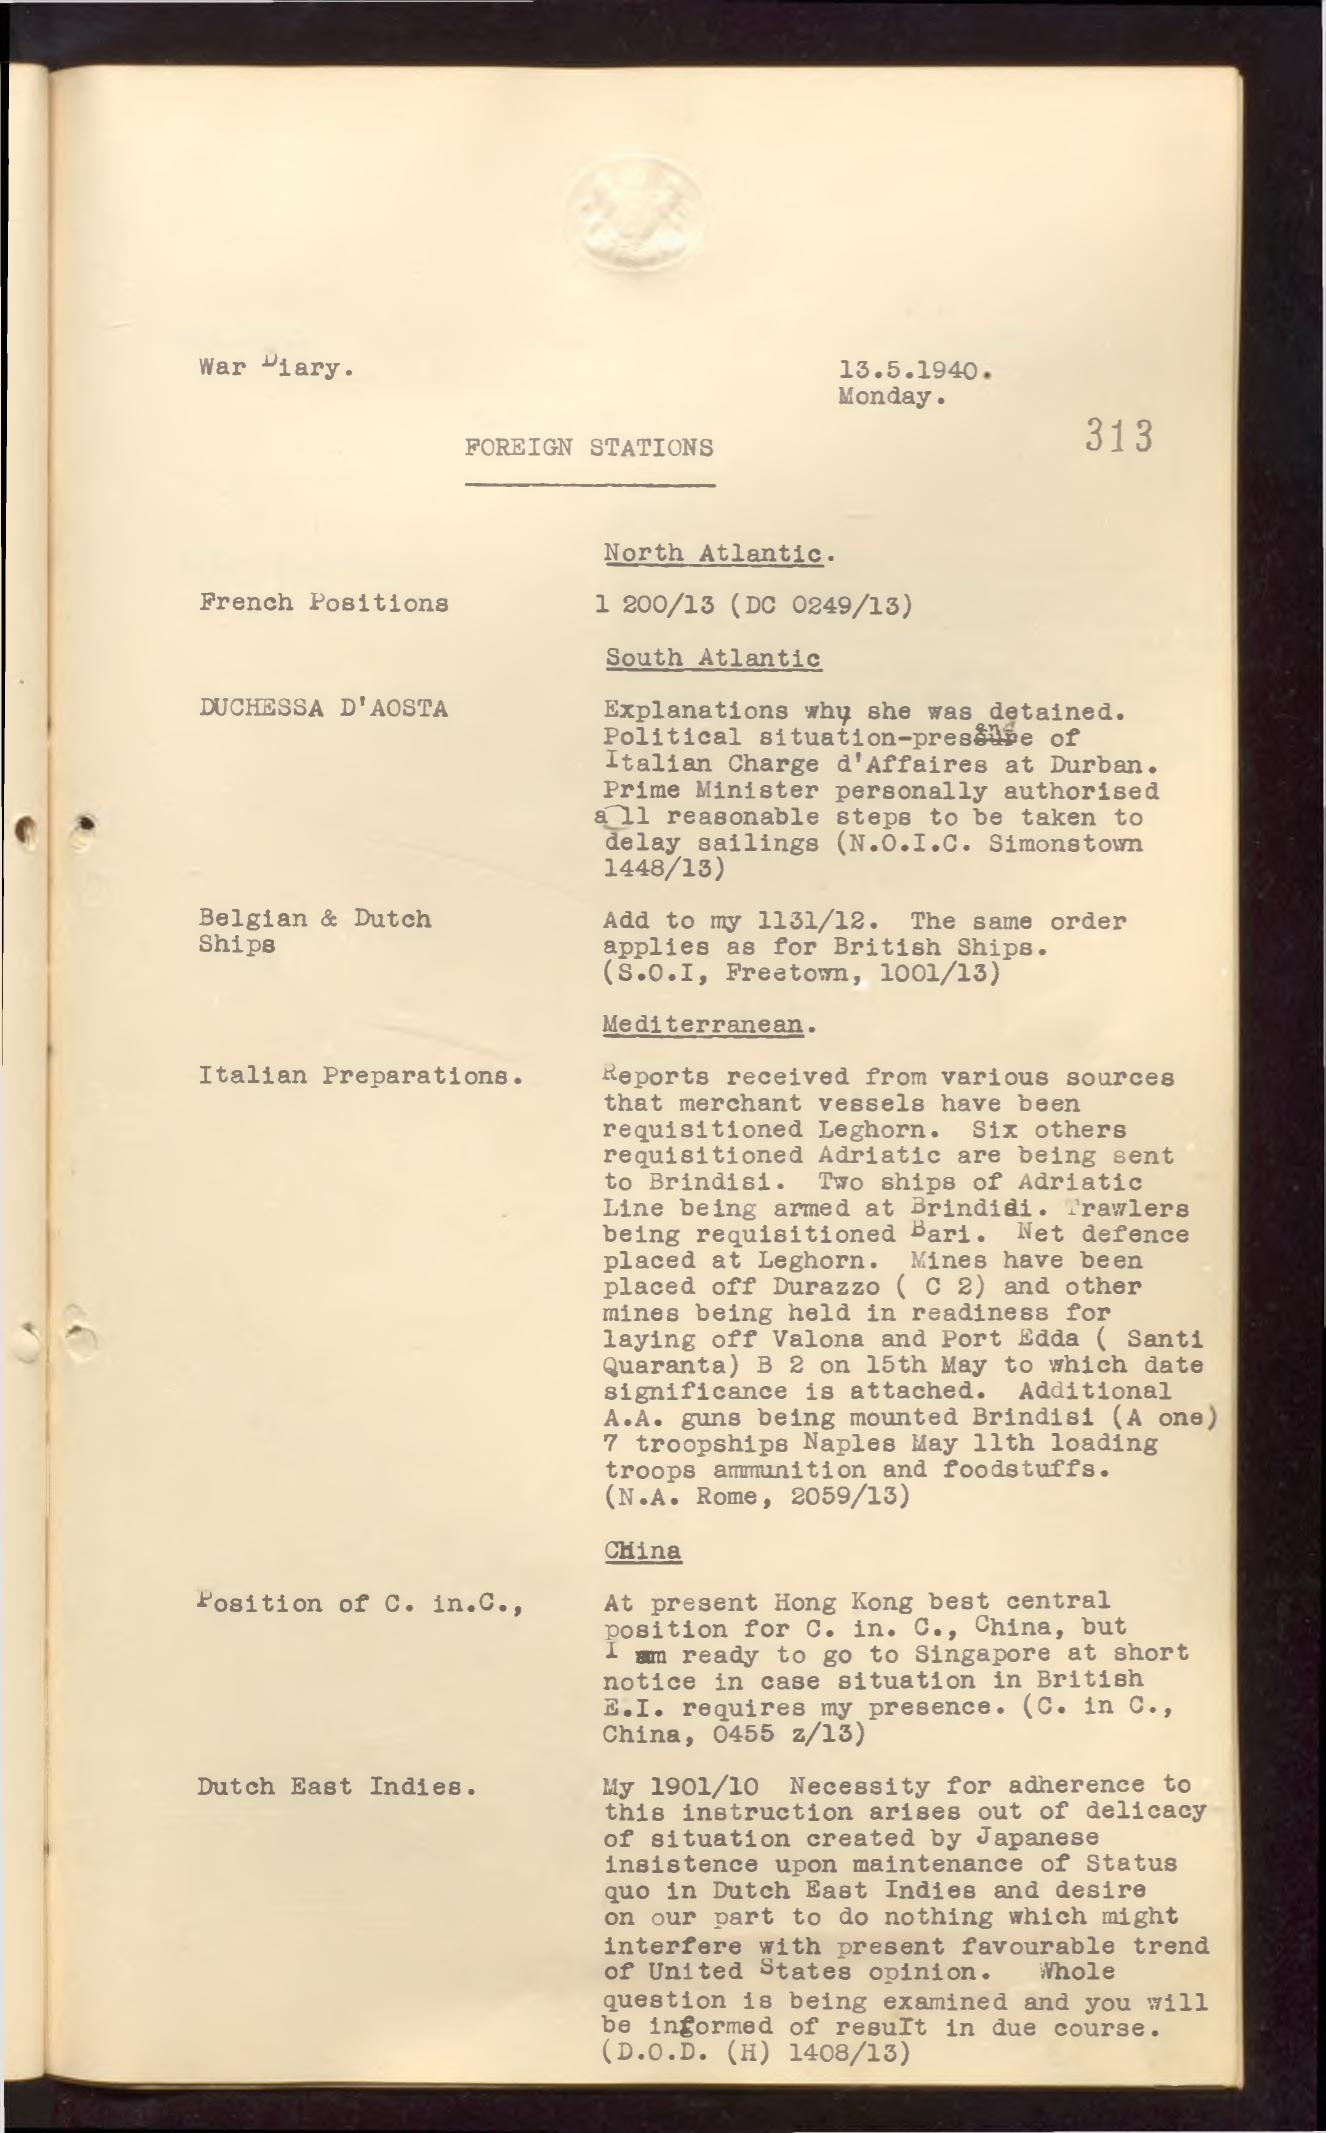 War Diary.
13.5.1940.
Monday.
313
FOREIGN STATIONS
North Atlantic.
French Positions
1 200/13 (DC 0249/13)
South Atlantic
DUCHESSA D'AOSTA
Explanations why she was detained.
Political situation-presence of
Italian Charge d'Affaires at Durban.
Prime Minister personally authorised
all reasonable steps to be taken to
delay sailings (N.O.I.C. Simonstown
1448/13)
Belgian & Dutch
Ships
Add to my 1131/12. The same order
applies as for British Ships.
(S.O.I, Freetown, 1001/13)
Mediterranean.
Italian Preparations.
Reports received from various sources
that merchant vessels have been
requisitioned Leghorn. Six others
requisitioned Adriatic are being sent
to Brindisi. Two ships of Adriatic
Line being armed at Brindidi. Trawlers
being requisitioned Bari. Net defence
placed at Leghorn. Mines have been
placed off Durazzo ( C 2) and other
mines being held in readiness for
laying off Valona and Port Edda ( Santi
Quaranta) B 2 on 15th May to which date
significance is attached. Additional
A.A. guns being mounted Brindisi (A one)
7 troopships Naples May 11th loading
troops ammunition and foodstuffs.
(N.A. Rome, 2059/13)
China
Position of C. in.C.,
At present Hong Kong best central
position for C. in. C., China, but
I am ready to go to Singapore at short
notice in case situation in British
E.I. requires my presence. (C. in C.,
China, 0455 z/13)
Dutch East Indies.
My 1901/10 Necessity for adherence to
this instruction arises out of delicacy
of situation created by Japanese
insistence upon maintenance of Status
quo in Dutch East Indies and desire
on our part to do nothing which might
interfere with present favourable trend
of United States opinion. Whole
question is being examined and you will
be informed of result in due course.
(D.O.D. (H) 1408/13)